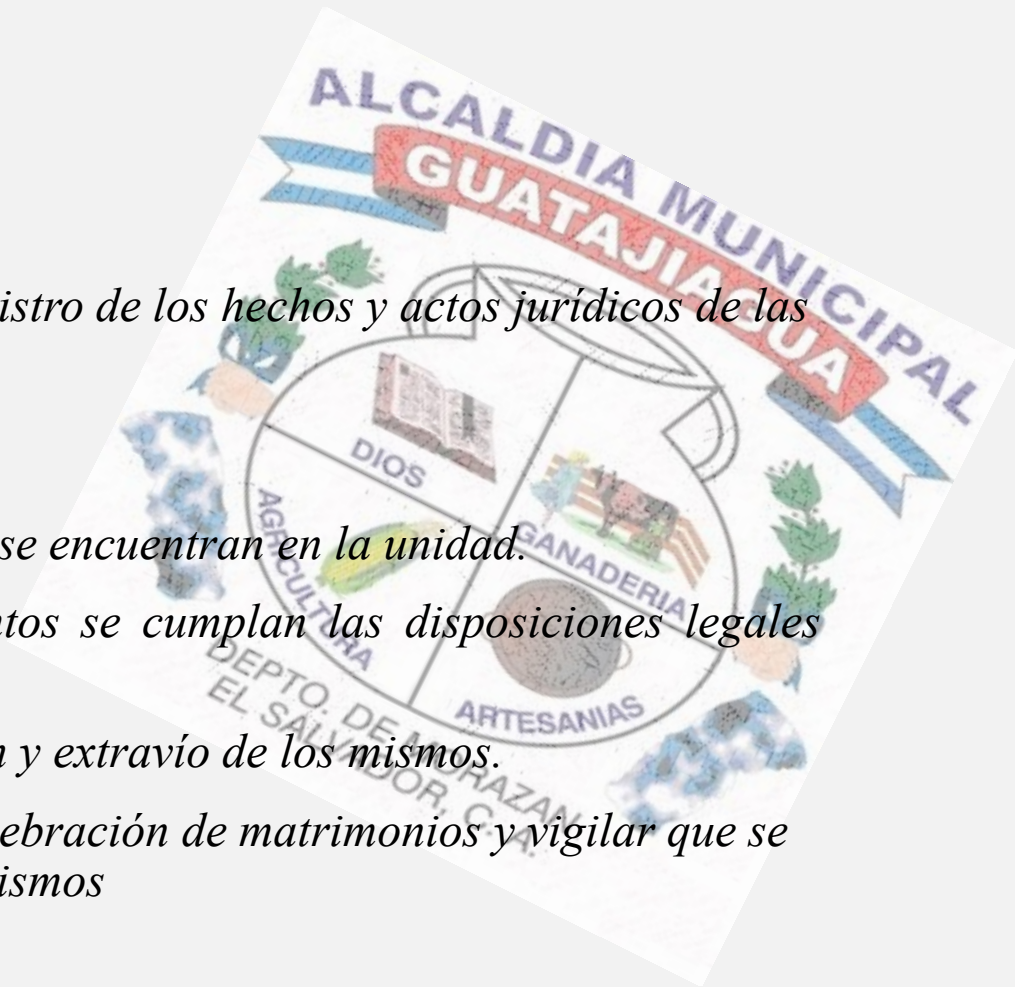 ALCALDIA MUNICIPAL
GUATAJIAGUA
istro de los hechos y actos jurídicos de las
DIOS
GANADERIA
se encuentran en la unidad.
AGRICULTURA
ntos se cumplan las disposiciones legales
ARTESANIAS
DEPTO. DE MORAZAN
EL SALVADOR, C. A.
n y extravío de los mismos.
ebración de matrimonios y vigilar que se
ismos